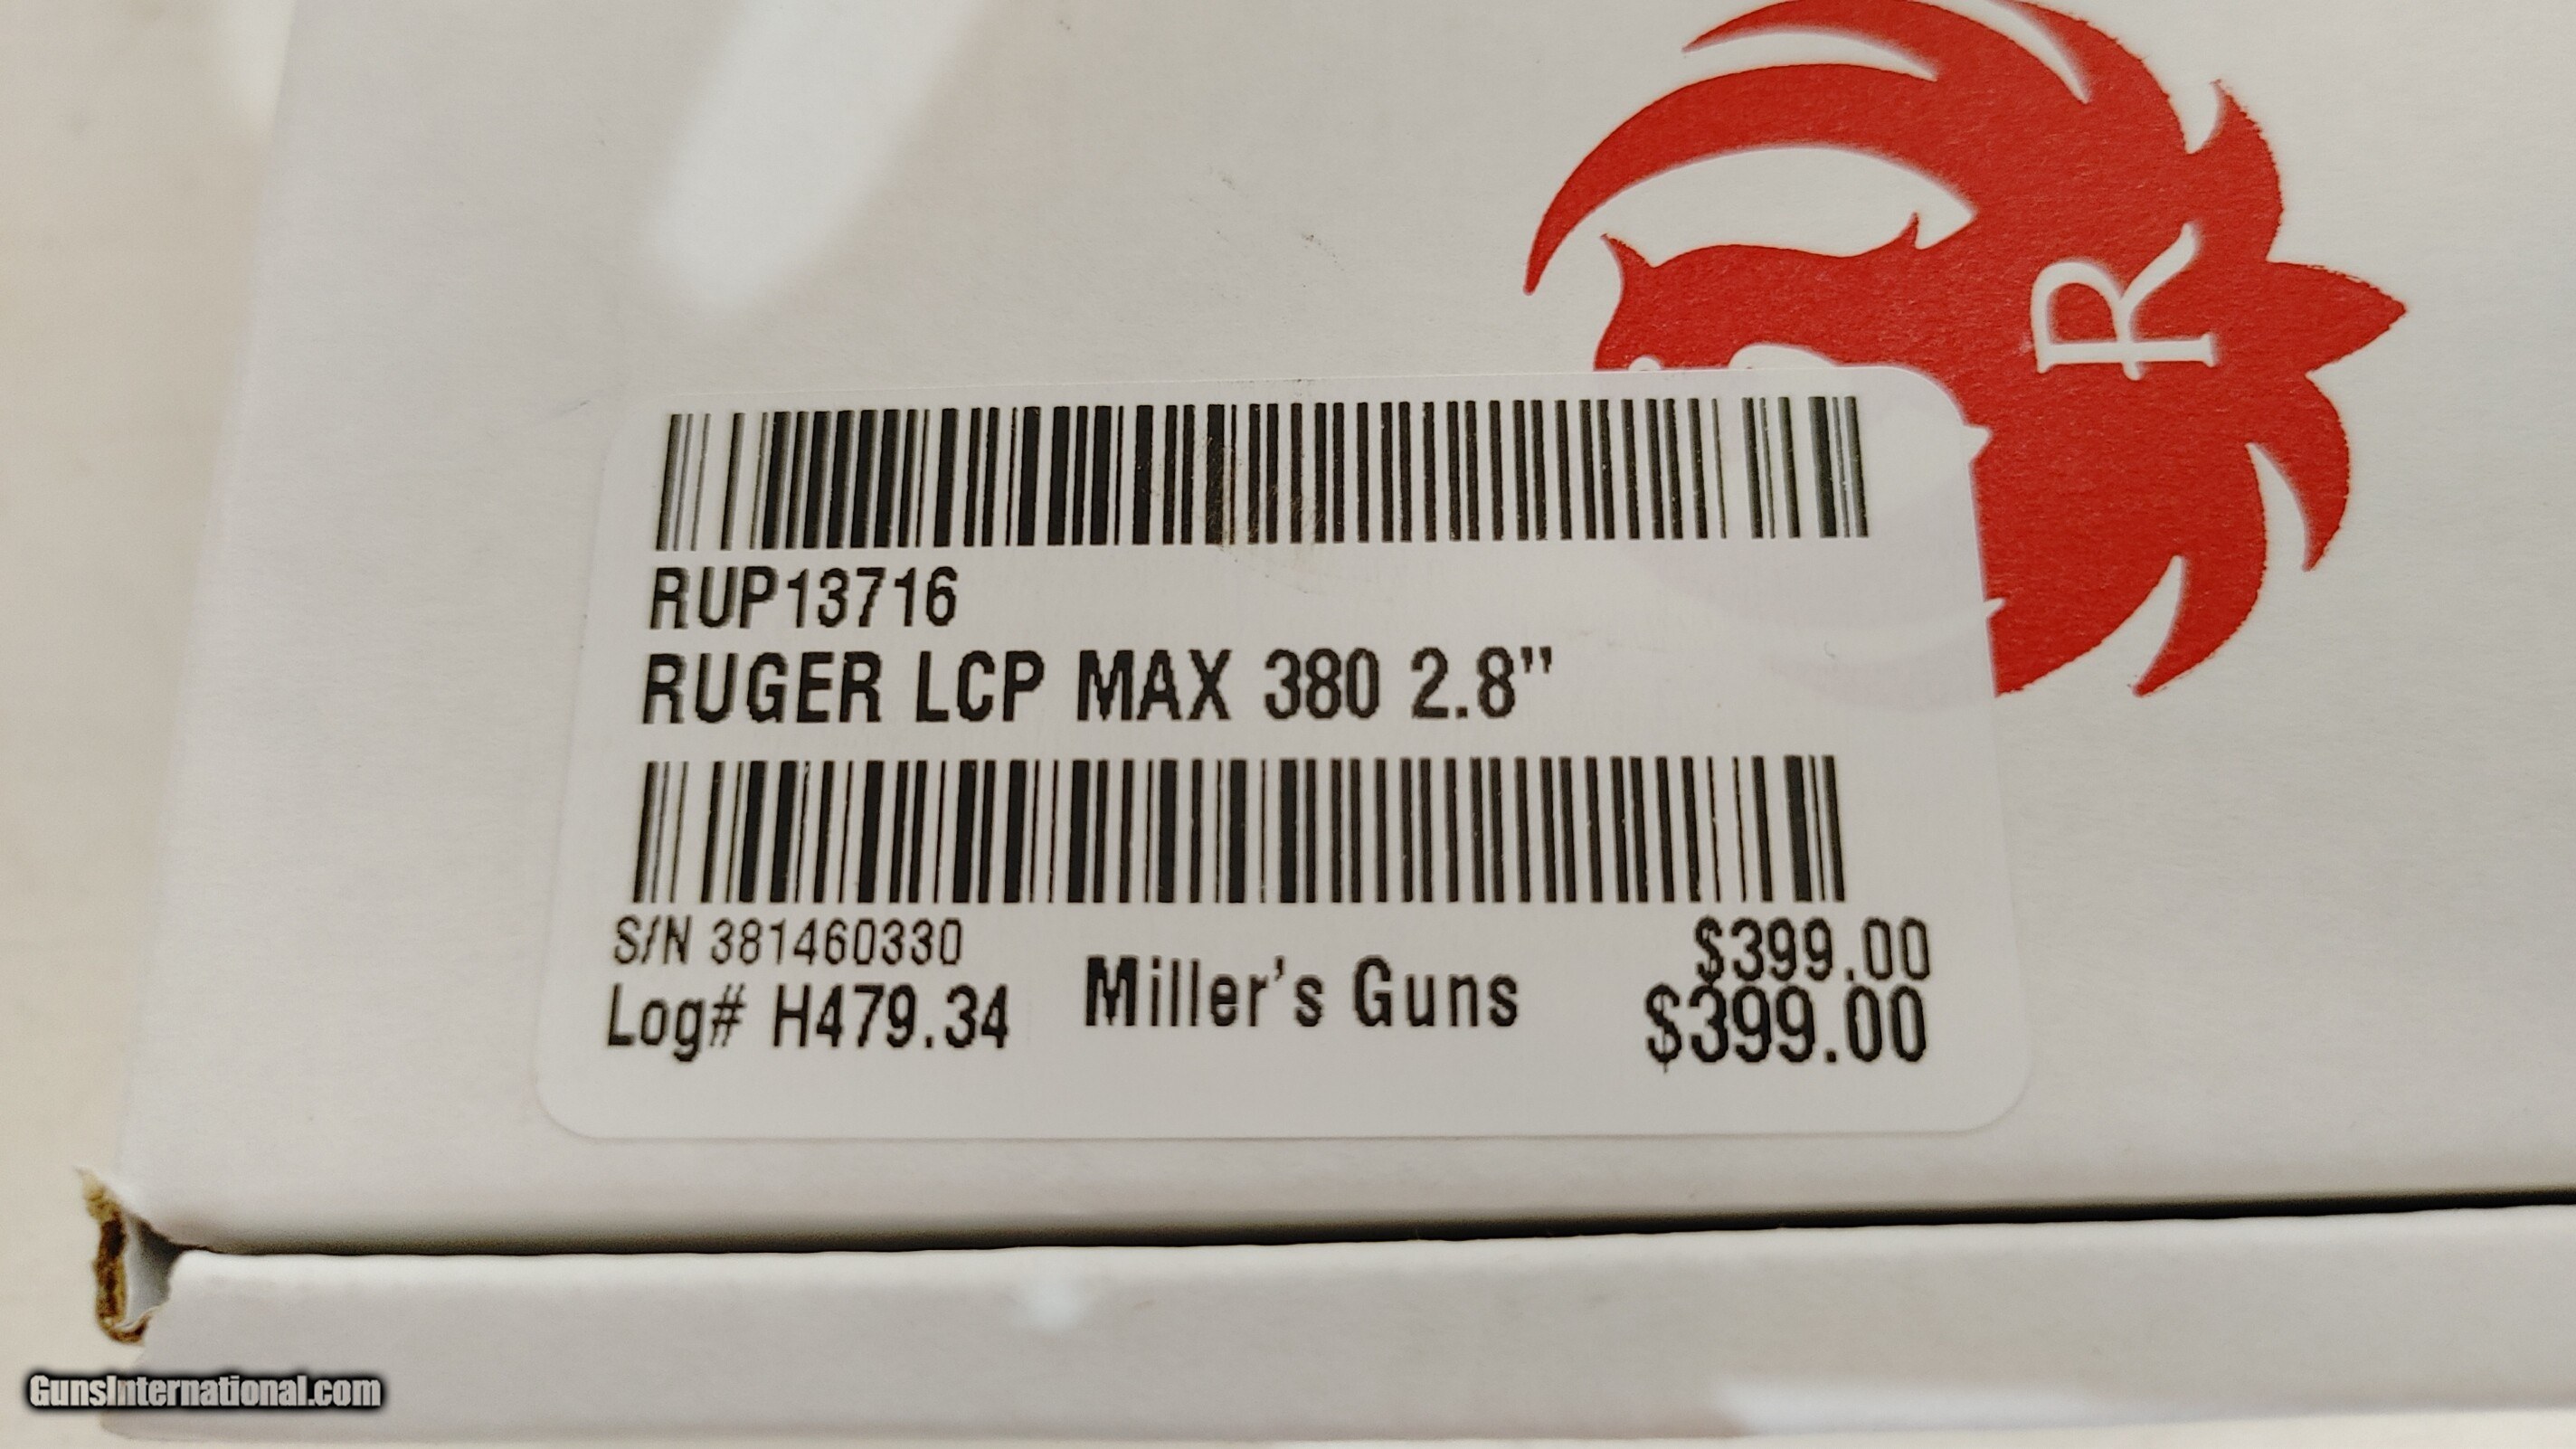 R
RUP13716
RUGER LCP MAX 380 2.8"
S/N 381460330
$399.00
Log# H479.34
Miller's Guns
$399.00
GunsInternational.com